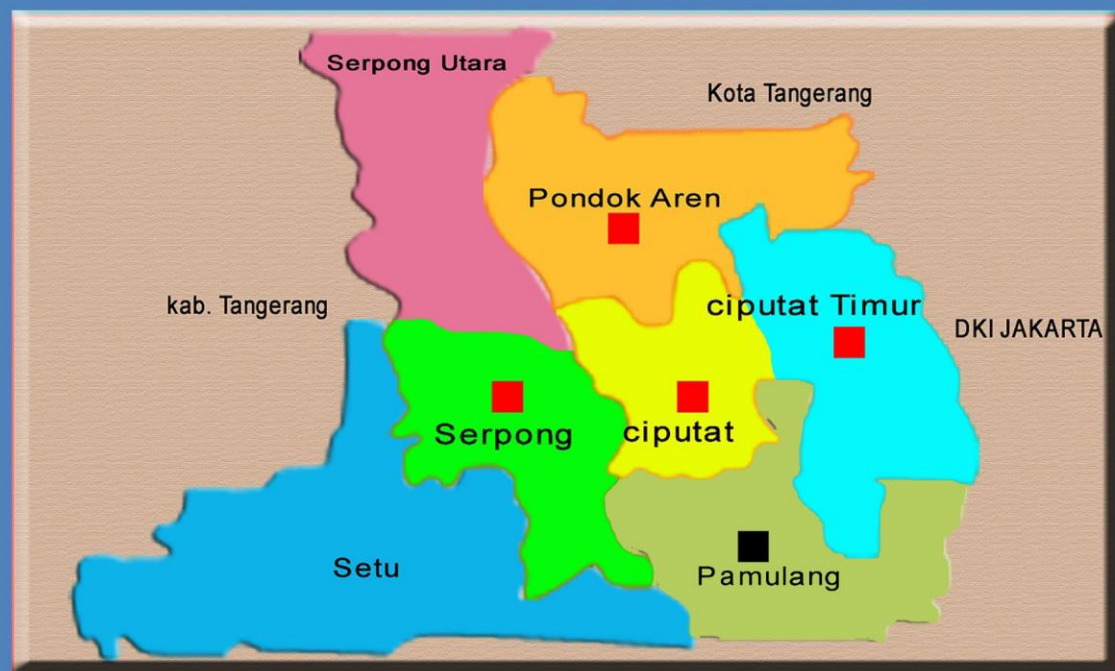 Serpong Utara
Kota Tangerang
Pondok Aren
kab. Tangerang
ciputat Timur
DKI JAKARTA
Serpong
ciputat
Setu
Pamulang